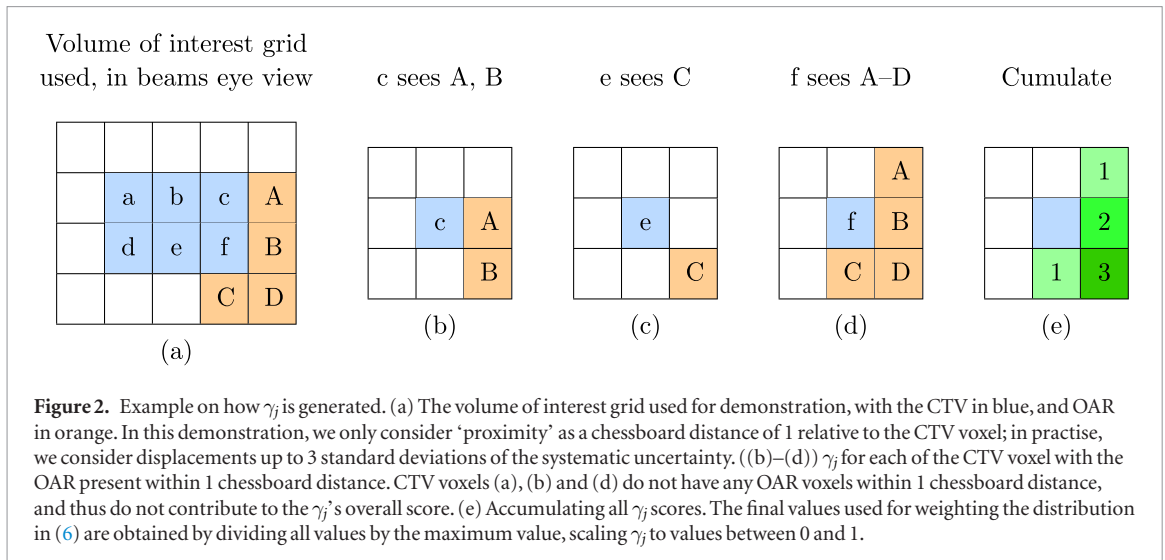 Volume of interest grid
used, in beams eye view
c sees A, B
e sees C
f sees A–D
Cumulate
a b c A
d e f B
C D
(a)
c A
B
(b)
e
C
(c)
A
f B
C D
(d)
1
2
1 3
(e)
Figure 2. Example on how γj is generated. (a) The volume of interest grid used for demonstration, with the CTV in blue, and OAR
in orange. In this demonstration, we only consider ‘proximity’ as a chessboard distance of 1 relative to the CTV voxel; in practise,
we consider displacements up to 3 standard deviations of the systematic uncertainty. ((b)–(d)) γj for each of the CTV voxel with the
OAR present within 1 chessboard distance. CTV voxels (a), (b) and (d) do not have any OAR voxels within 1 chessboard distance,
and thus do not contribute to the γj’s overall score. (e) Accumulating all γj scores. The final values used for weighting the distribution
in (6) are obtained by dividing all values by the maximum value, scaling γj to values between 0 and 1.